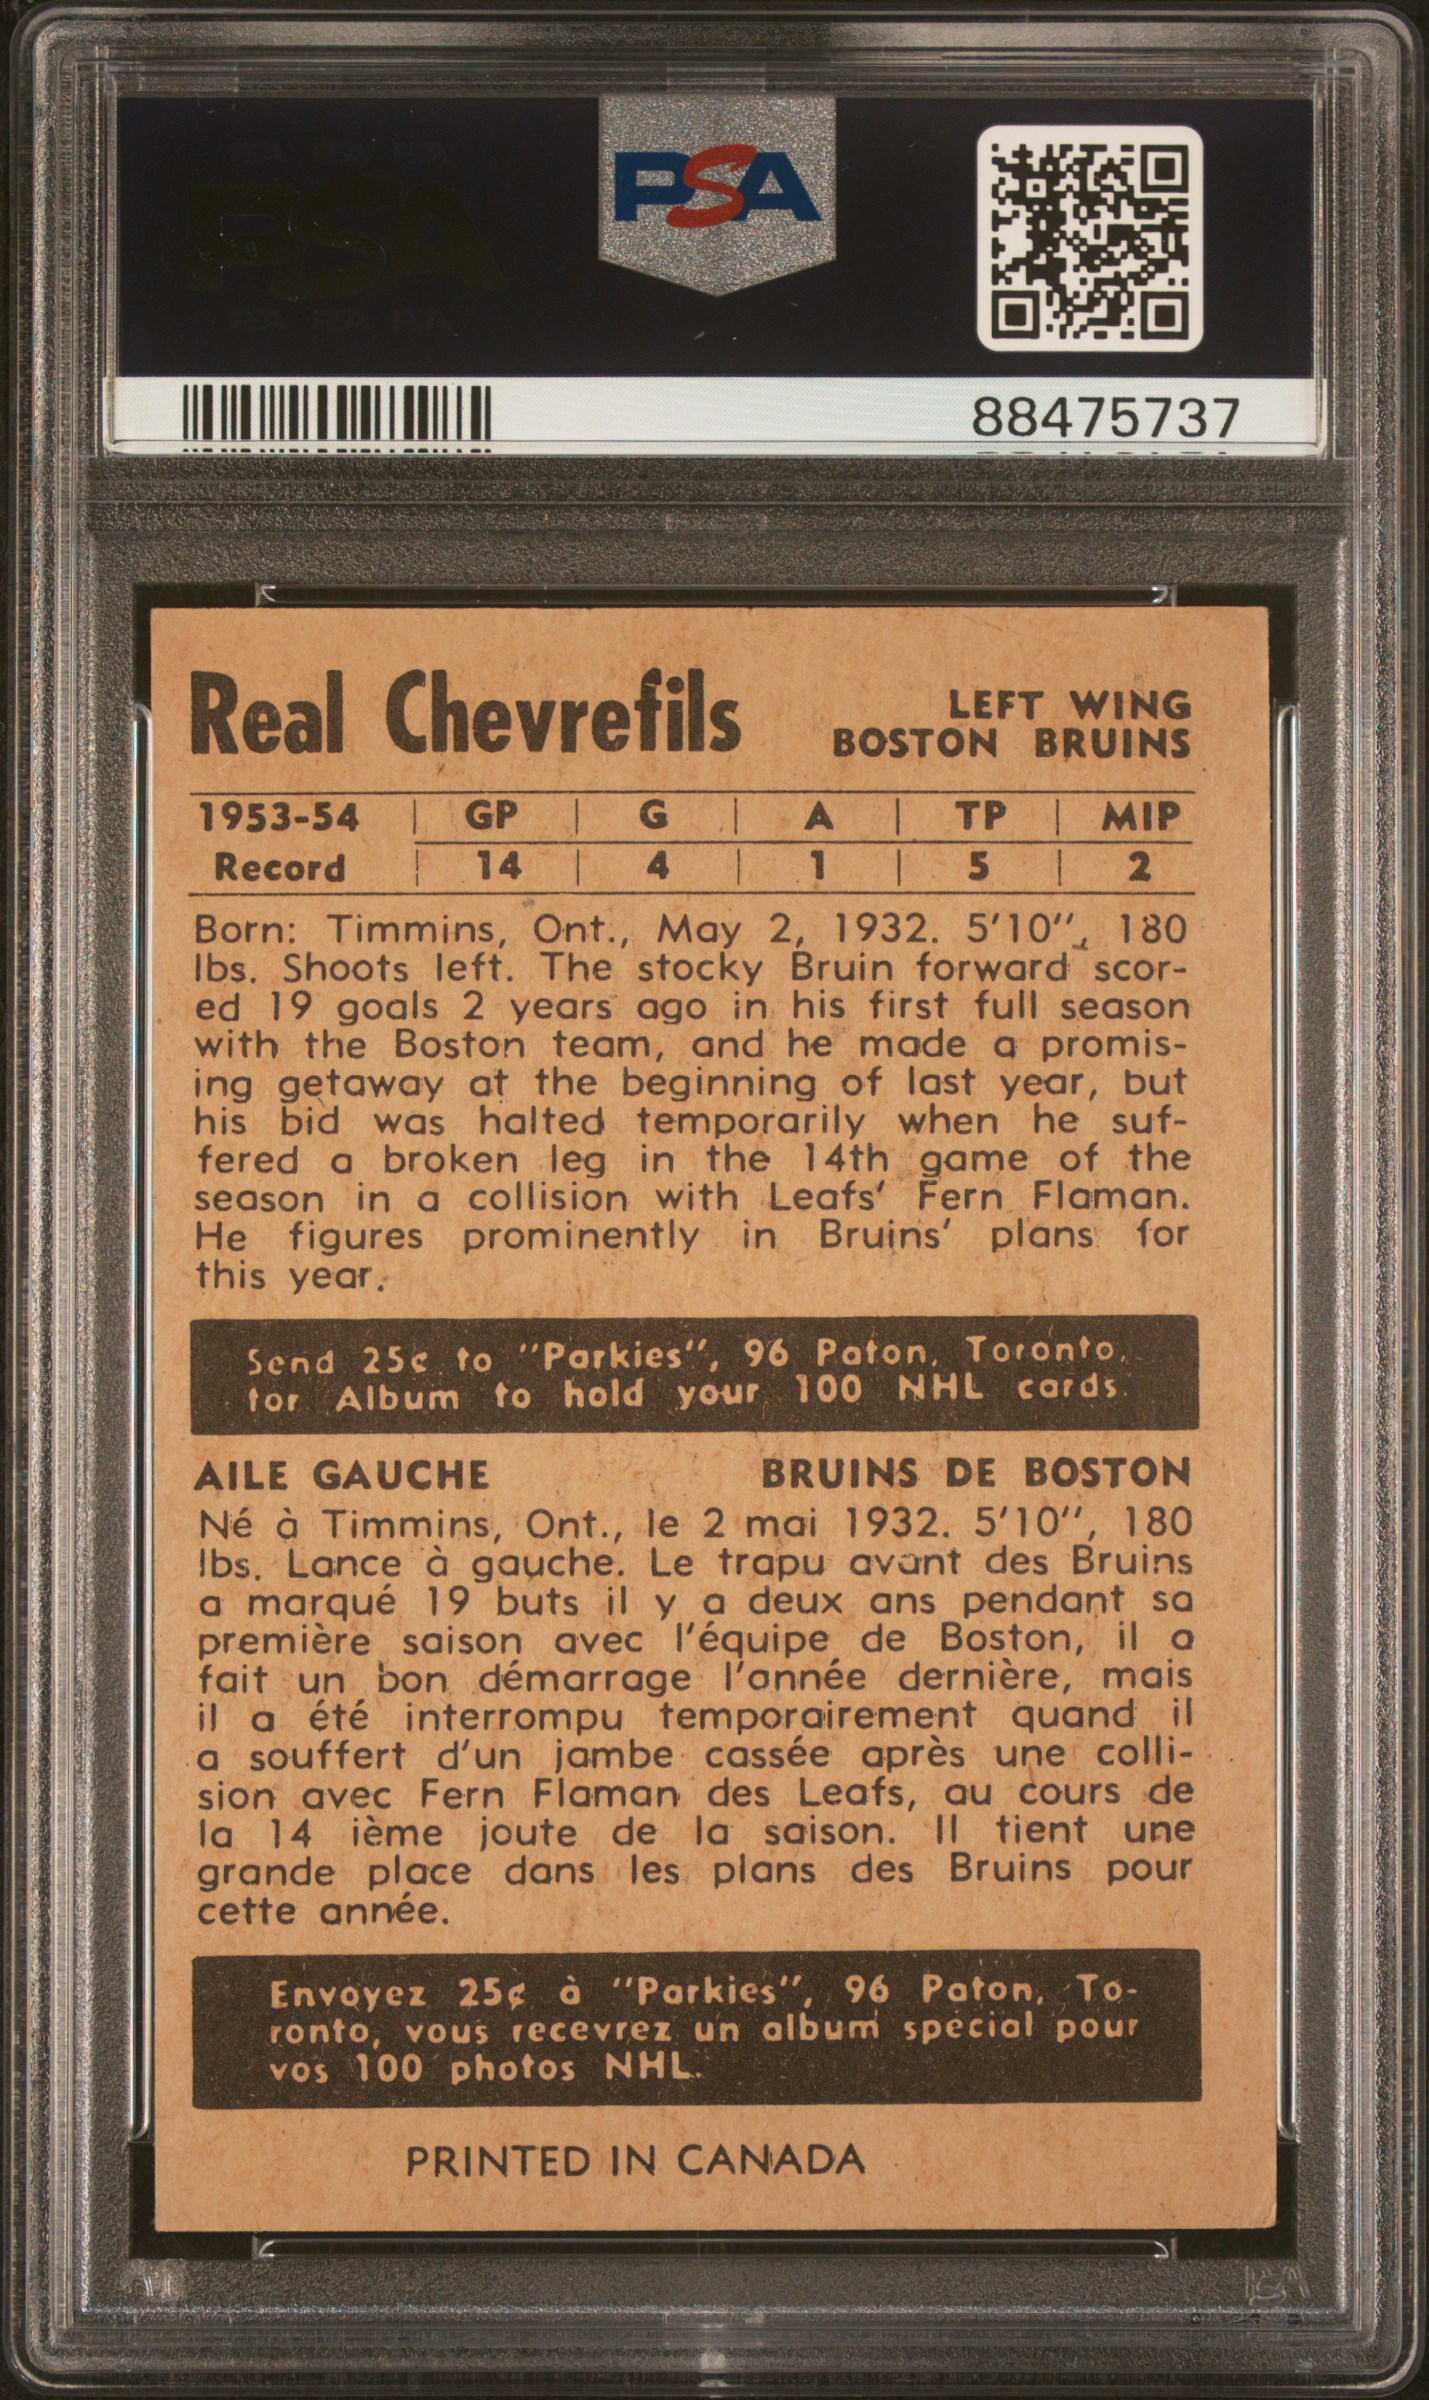 PSA
88475737
Real Chevrefils
LEFT WING
BOSTON BRUINS
1953-54 | GP | G | A | TP | MIP
Record | 14 | 4 | 1 | 5 | 2
Born: Timmins, Ont., May 2, 1932. 5'10", 180
lbs. Shoots left. The stocky Bruin forward scor-
ed 19 goals 2 years ago in his first full season
with the Boston team, and he made a promis-
ing getaway at the beginning of last year, but
his bid was halted temporarily when he suf-
fered a broken leg in the 14th game of the
season in a collision with Leafs' Fern Flaman.
He figures prominently in Bruins' plans for
this year.
Send 25¢ to "Parkies", 96 Paton, Toronto,
for Album to hold your 100 NHL cards.
AILE GAUCHE BRUINS DE BOSTON
Né à Timmins, Ont., le 2 mai 1932. 5'10", 180
lbs. Lance à gauche. Le trapu avant des Bruins
a marqué 19 buts il y a deux ans pendant sa
première saison avec l'équipe de Boston, il a
fait un bon démarrage l'année dernière, mais
il a été interrompu temporairement quand il
a souffert d'un jambe cassée après une colli-
sion avec Fern Flaman des Leafs, au cours de
la 14 ième joute de la saison. Il tient une
grande place dans les plans des Bruins pour
cette année.
Envoyez 25¢ à "Parkies", 96 Paton, To-
ronto, vous recevrez un album spécial pour
vos 100 photos NHL.
PRINTED IN CANADA